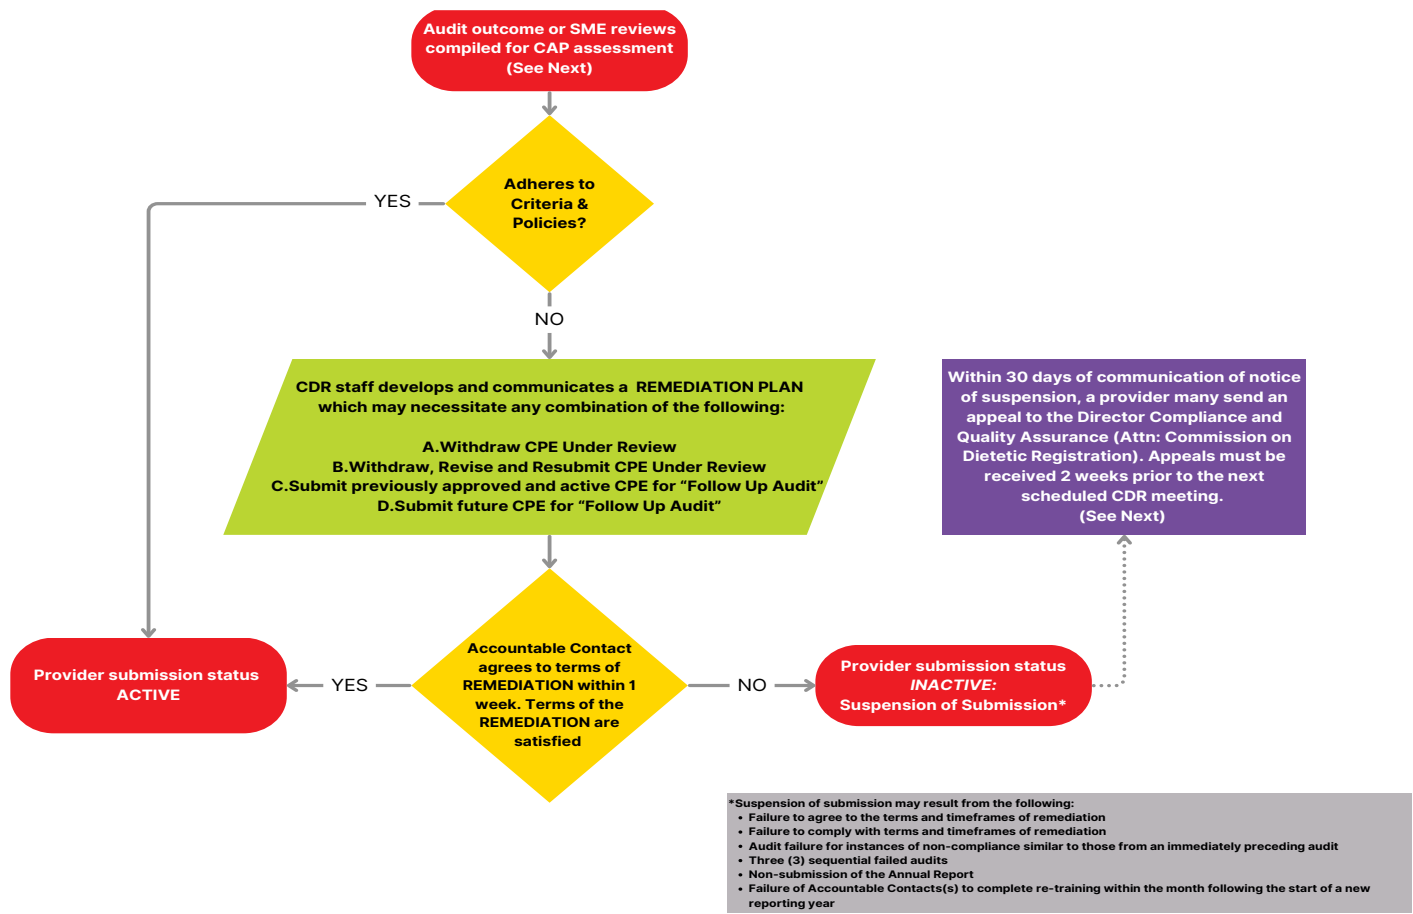 Audit outcome or SME reviews
compiled for CAP assessment
(See Next)
Adheres to
Criteria &
Policies?
YES
NO
CDR staff develops and communicates a REMEDIATION PLAN
which may necessitate any combination of the following:
A.Withdraw CPE Under Review
B.Withdraw, Revise and Resubmit CPE Under Review
C.Submit previously approved and active CPE for “Follow Up Audit”
D.Submit future CPE for “Follow Up Audit”
Within 30 days of communication of notice
of suspension, a provider many send an
appeal to the Director Compliance and
Quality Assurance (Attn: Commission on
Dietetic Registration). Appeals must be
received 2 weeks prior to the next
scheduled CDR meeting.
(See Next)
Provider submission status
ACTIVE
YES
Accountable Contact
agrees to terms of
REMEDIATION within 1
week. Terms of the
REMEDIATION are
satisfied
NO
Provider submission status
INACTIVE:
Suspension of Submission*
*Suspension of submission may result from the following:
• Failure to agree to the terms and timeframes of remediation
• Failure to comply with terms and timeframes of remediation
• Audit failure for instances of non-compliance similar to those from an immediately preceding audit
• Three (3) sequential failed audits
• Non-submission of the Annual Report
• Failure of Accountable Contacts(s) to complete re-training within the month following the start of a new
reporting year